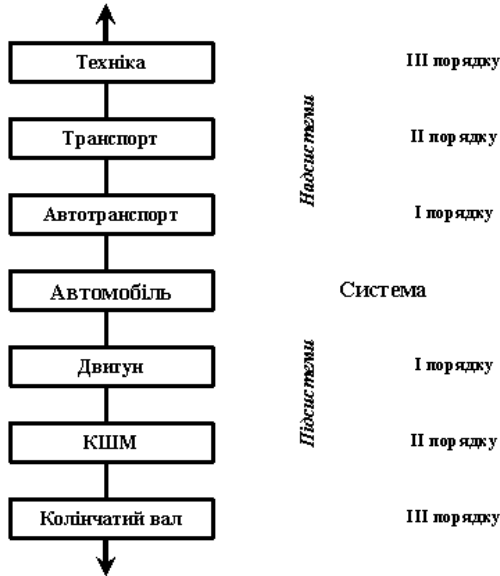 Техніка
III порядку
Транспорт
II порядку
Надсистеми
Автотранспорт
I порядку
Автомобіль
Система
Двигун
I порядку
Підсистеми
КШМ
II порядку
Колінчатий вал
III порядку